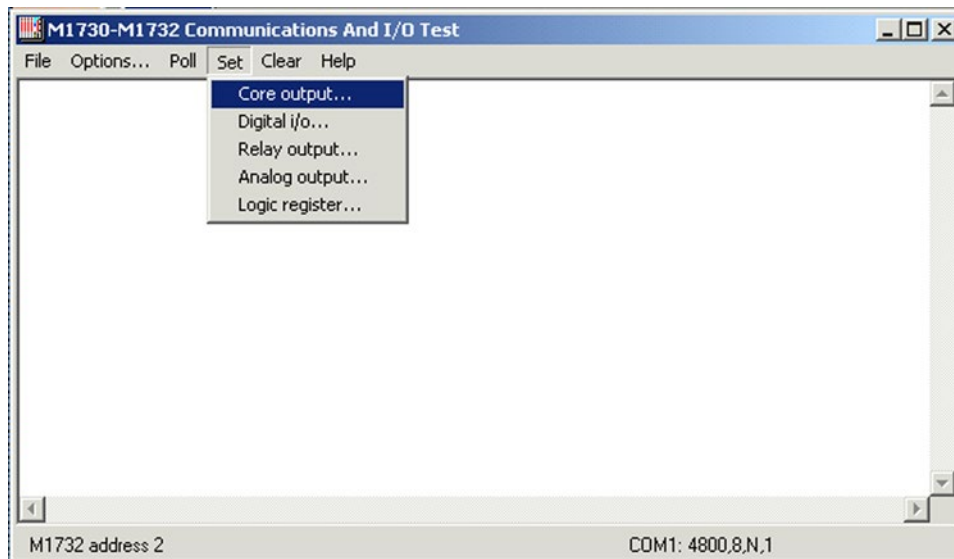 M1730-M1732 Communications And I/O Test
File Options... Poll Set Clear Help
Core output...
Digital i/o...
Relay output...
Analog output...
Logic register...
M1732 address 2 COM1: 4800,8,N,1